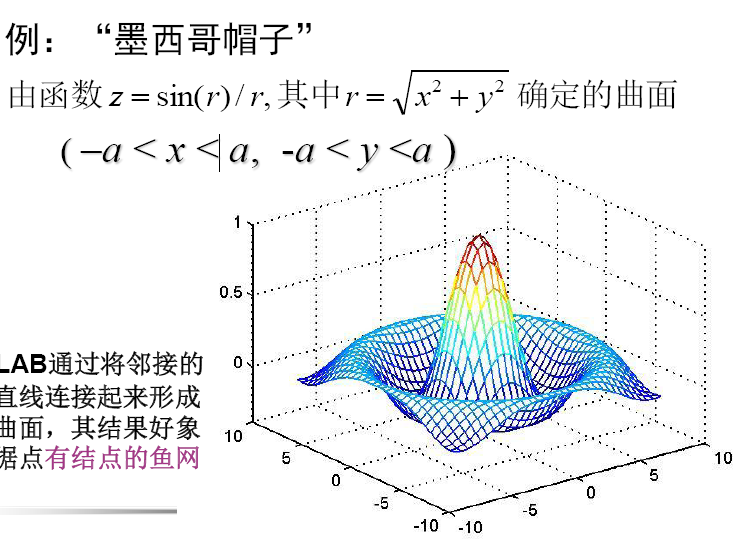 例：“墨西哥帽子”
由函数 z = sin(r) / r, 其中 r = √(x² + y²) 确定的曲面
( –a < x < a, -a < y <a )
1
0.5
0
LAB通过将邻接的
直线连接起来形成
曲面，其结果好象
据点有结点的鱼网
10
5
0
-5
-10
-10
-5
0
5
10